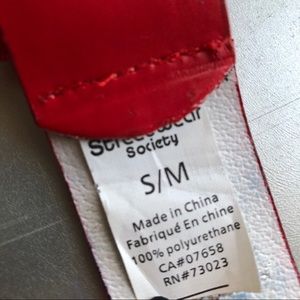 Streetwear
Society
S/M
Made in China
Fabriqué En chine
100% polyurethane
CA#07658
RN#73023